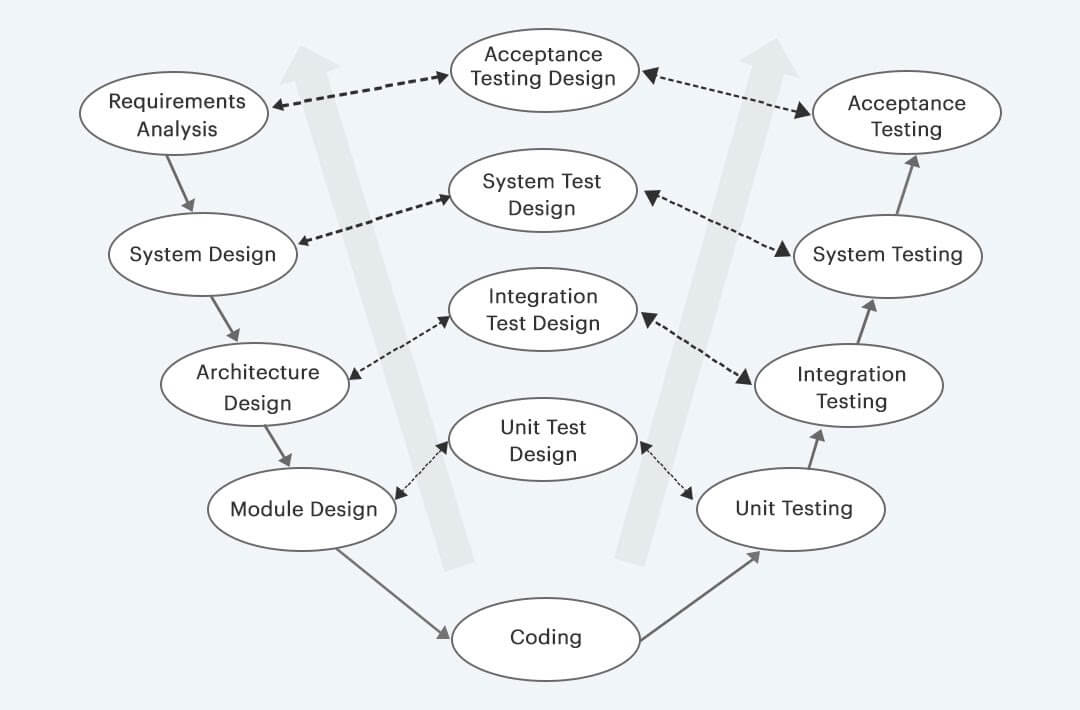 Acceptance
Testing Design
Requirements
Analysis
Acceptance
Testing
System Test
Design
System Design
System Testing
Integration
Test Design
Architecture
Design
Integration
Testing
Unit Test
Design
Module Design
Unit Testing
Coding